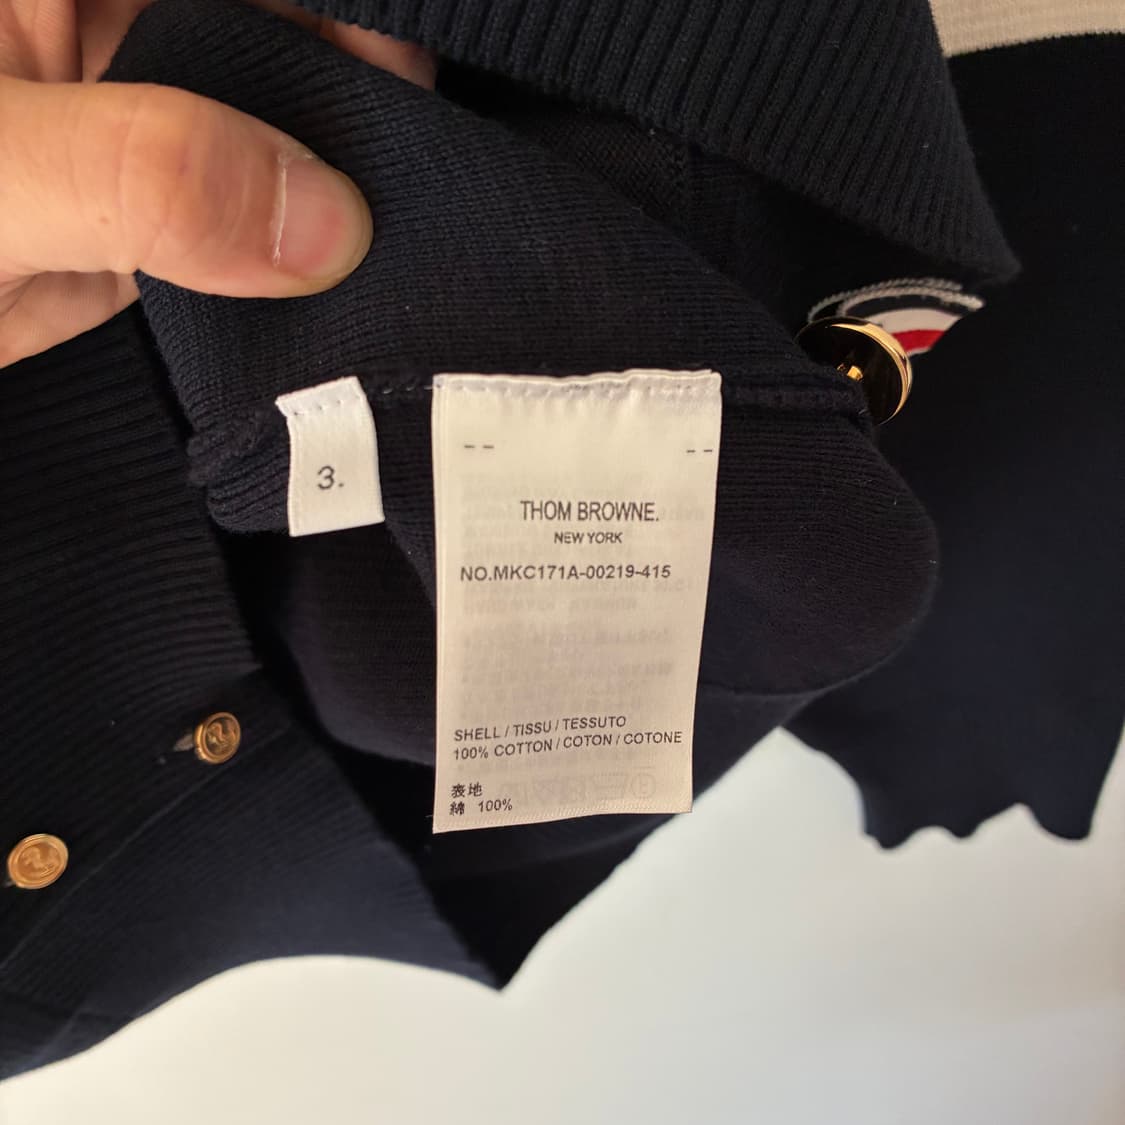 3.
-- --
THOM BROWNE.
NEW YORK
NO.MKC171A-00219-415
SHELL / TISSU / TESSUTO
100% COTTON / COTON / COTONE
表地
綿 100%